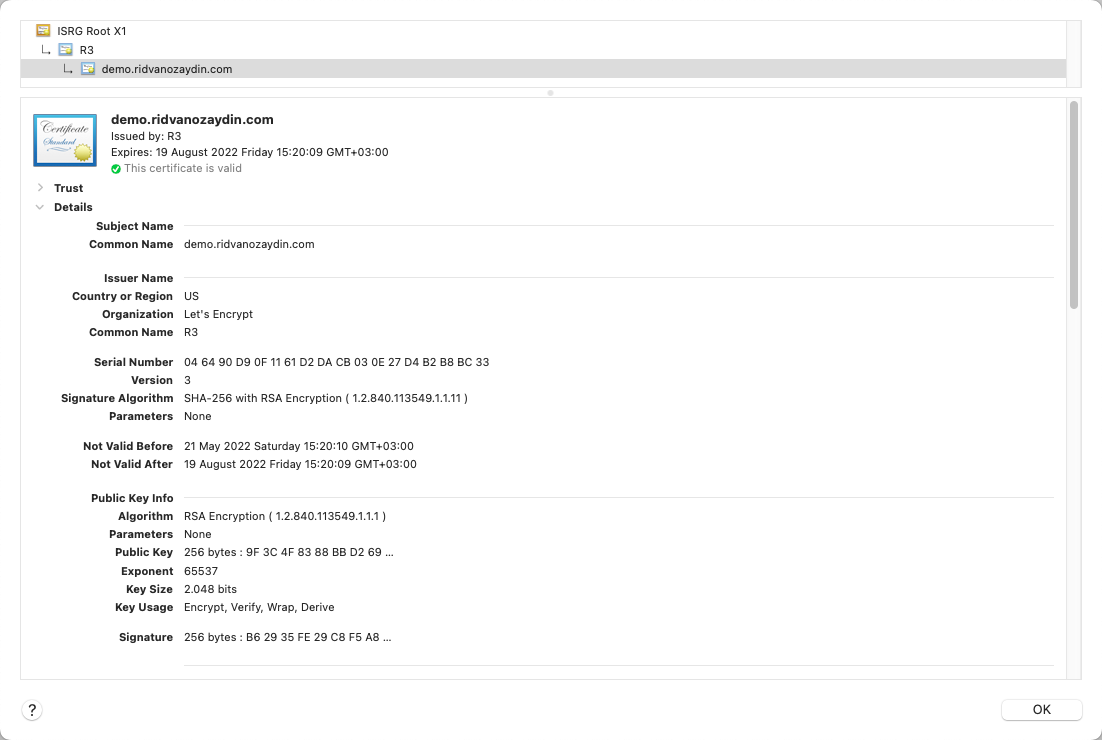 ISRG Root X1
R3
demo.ridvanozaydin.com
Certificate
Standard
demo.ridvanozaydin.com
Issued by: R3
Expires: 19 August 2022 Friday 15:20:09 GMT+03:00
This certificate is valid
Trust
Details
Subject Name
Common Name demo.ridvanozaydin.com
Issuer Name
Country or Region US
Organization Let's Encrypt
Common Name R3
Serial Number 04 64 90 D9 0F 11 61 D2 DA CB 03 0E 27 D4 B2 B8 BC 33
Version 3
Signature Algorithm SHA-256 with RSA Encryption ( 1.2.840.113549.1.1.11 )
Parameters None
Not Valid Before 21 May 2022 Saturday 15:20:10 GMT+03:00
Not Valid After 19 August 2022 Friday 15:20:09 GMT+03:00
Public Key Info
Algorithm RSA Encryption ( 1.2.840.113549.1.1.1 )
Parameters None
Public Key 256 bytes : 9F 3C 4F 83 88 BB D2 69 ...
Exponent 65537
Key Size 2.048 bits
Key Usage Encrypt, Verify, Wrap, Derive
Signature 256 bytes : B6 29 35 FE 29 C8 F5 A8 ...
?
OK